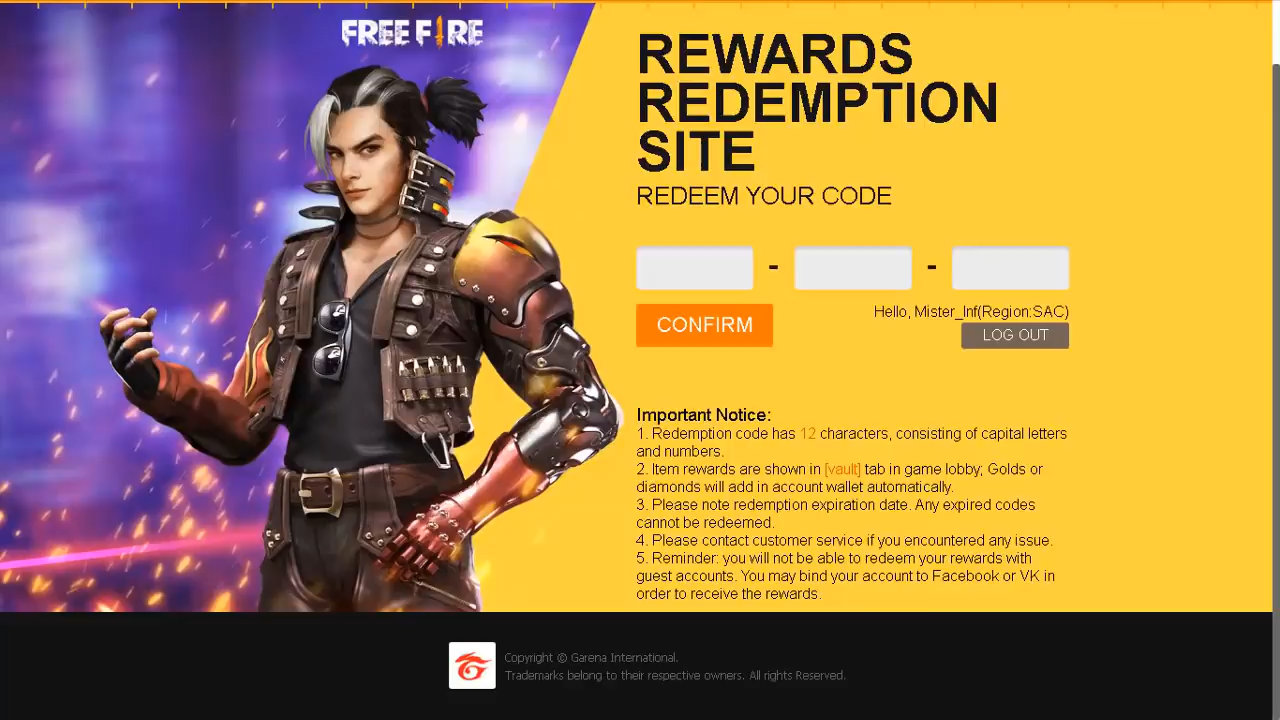 FREE FIRE
REWARDS
REDEMPTION
SITE
REDEEM YOUR CODE
- -
CONFIRM
Hello, Mister_Inf(Region:SAC)
LOG OUT
Important Notice:
1. Redemption code has 12 characters, consisting of capital letters
and numbers.
2. Item rewards are shown in [vault] tab in game lobby; Golds or
diamonds will add in account wallet automatically.
3. Please note redemption expiration date. Any expired codes
cannot be redeemed.
4. Please contact customer service if you encountered any issue.
5. Reminder: you will not be able to redeem your rewards with
guest accounts. You may bind your account to Facebook or VK in
order to receive the rewards.
Copyright © Garena International.
Trademarks belong to their respective owners. All rights Reserved.